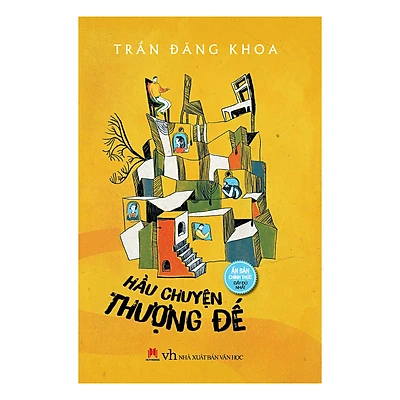 TRẦN ĐĂNG KHOA
HẦU CHUYỆN
THƯỢNG ĐẾ
ẤN BẢN
CHÍNH THỨC
ĐẦY ĐỦ
NHẤT
vh NHÀ XUẤT BẢN VĂN HỌC